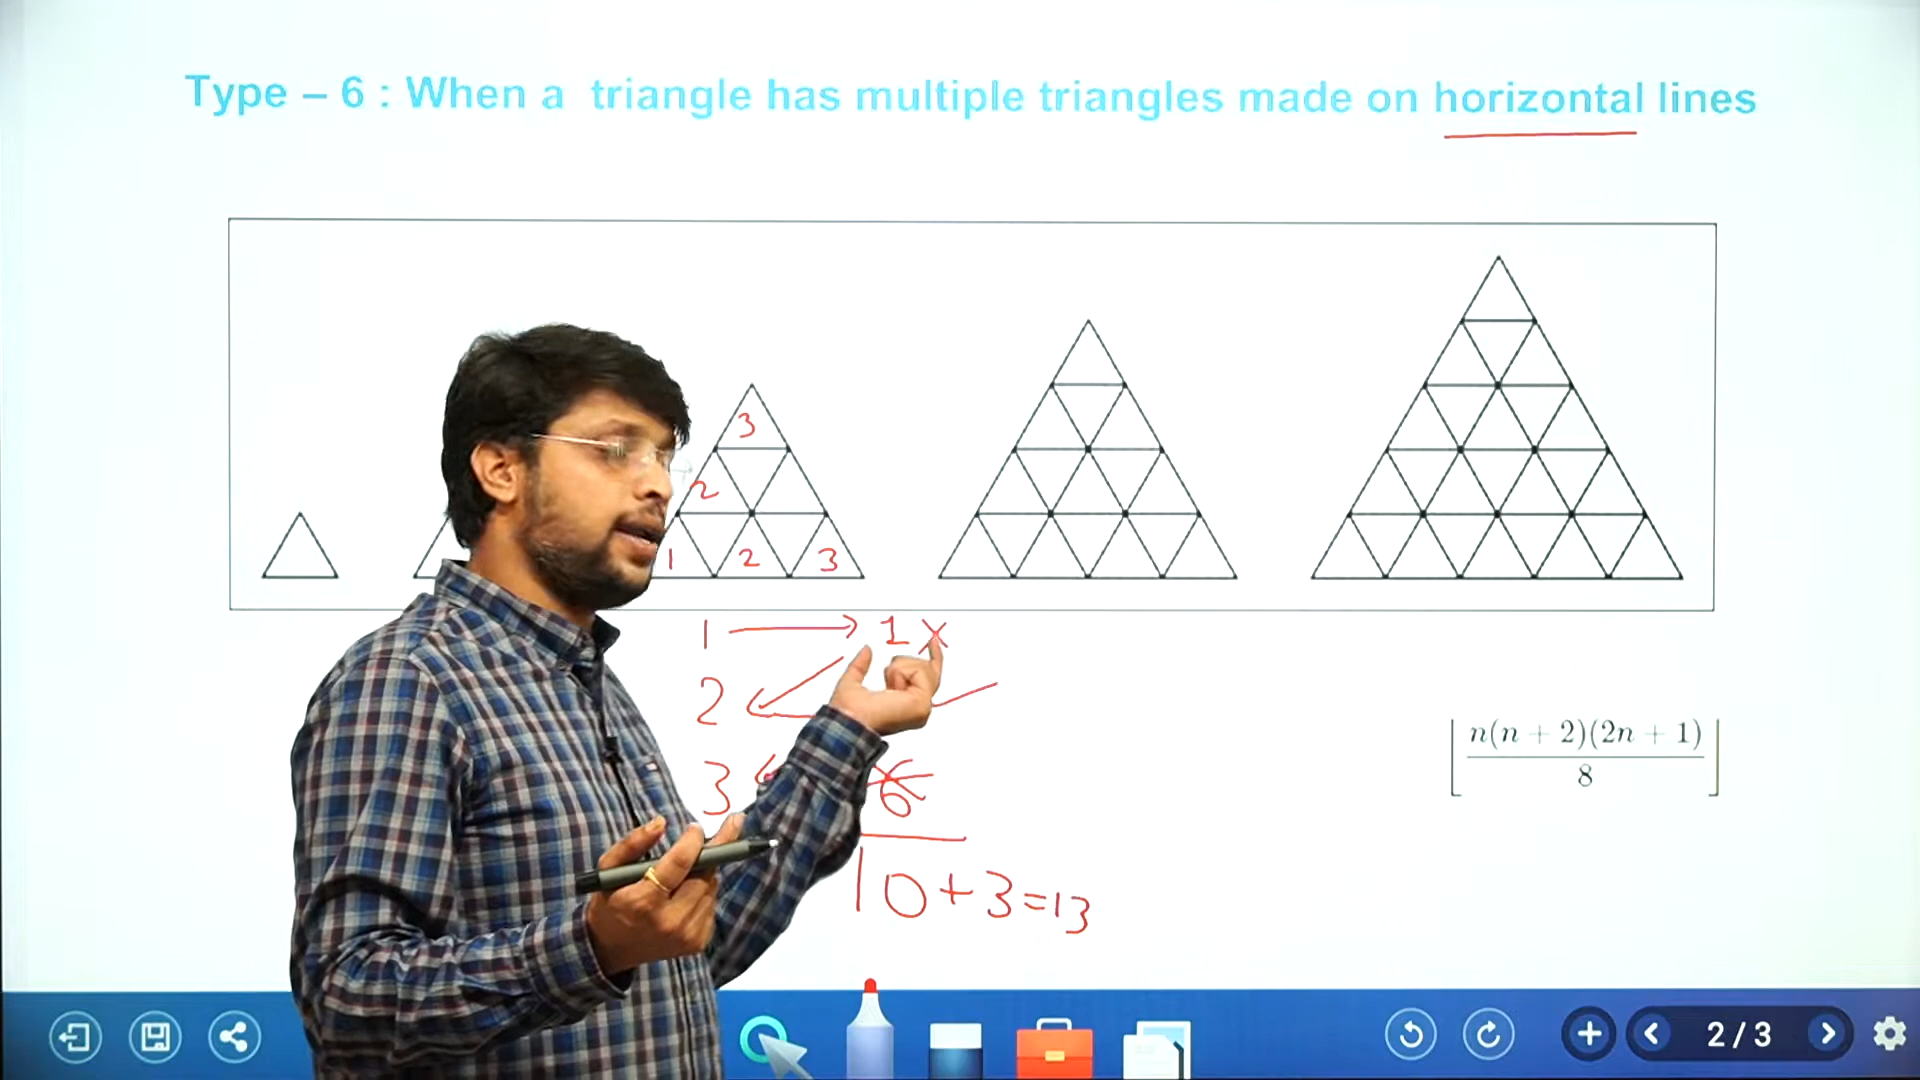 Type – 6 : When a triangle has multiple triangles made on horizontal lines
3
2
1 2 3
1 → 1 x
2
3 6
10+3=13
⌊n(n + 2)(2n + 1)/8⌋
2 / 3